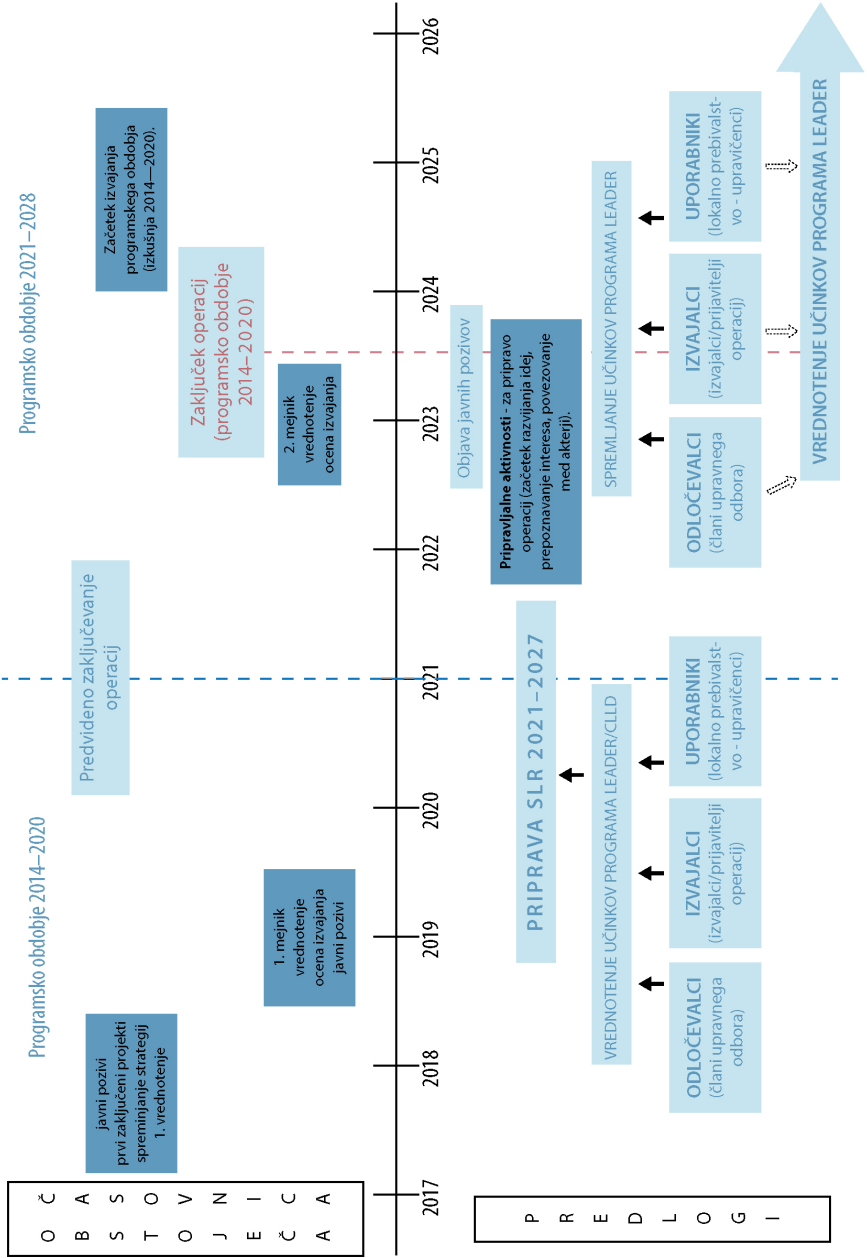 Programsko obdobje 2014–2020
Programsko obdobje 2021–2028
O Č
B A
S S
T O
O V
J N
E I
Č C
A A
javni pozivi
prvi zaključeni projekti
spreminjanje strategij
1. vrednotenje
1. mejnik
vrednotenje
ocena izvajanja
javni pozivi
Predvideno zaključevanje
operacij
2. mejnik
vrednotenje
ocena izvajanja
Zaključek operacij
(programsko obdobje
2014–2020)
Začetek izvajanja
programskega obdobja
(izkušnja 2014—2020).
2017 2018 2019 2020 2021 2022 2023 2024 2025 2026
P
R
E
D
L
O
G
I
PRIPRAVA SLR 2021–2027
VREDNOTENJE UČINKOV PROGRAMA LEADER/CLLD
ODLOČEVALCI
(člani upravnega
odbora)
IZVAJALCI
(izvajalci/prijavitelji
operacij)
UPORABNIKI
(lokalno prebivalst-
vo - upravičenci)
Objava javnih pozivov
Pripravljalne aktivnosti - za pripravo
operacij (začetek razvijanja idej,
prepoznavanje interesa, povezovanje
med akterji).
SPREMLJANJE UČINKOV PROGRAMA LEADER
ODLOČEVALCI
(člani upravnega
odbora)
IZVAJALCI
(izvajalci/prijavitelji
operacij)
UPORABNIKI
(lokalno prebivalst-
vo - upravičenci)
VREDNOTENJE UČINKOV PROGRAMA LEADER